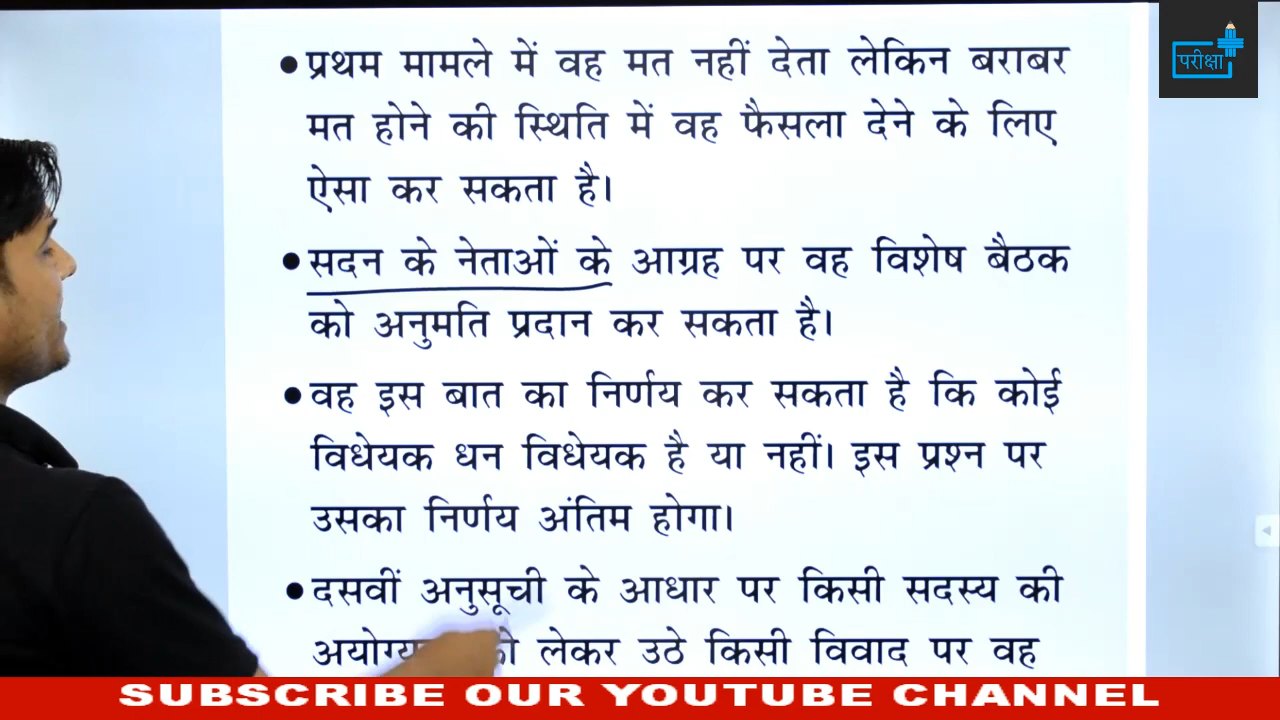 परीक्षा
• प्रथम मामले में वह मत नहीं देता लेकिन बराबर
मत होने की स्थिति में वह फैसला देने के लिए
ऐसा कर सकता है।
• सदन के नेताओं के आग्रह पर वह विशेष बैठक
को अनुमति प्रदान कर सकता है।
• वह इस बात का निर्णय कर सकता है कि कोई
विधेयक धन विधेयक है या नहीं। इस प्रश्न पर
उसका निर्णय अंतिम होगा।
• दसवीं अनुसूची के आधार पर किसी सदस्य की
लेकर उठे किसी विवाद पर वह
SUBSCRIBE OUR YOUTUBE CHANNEL